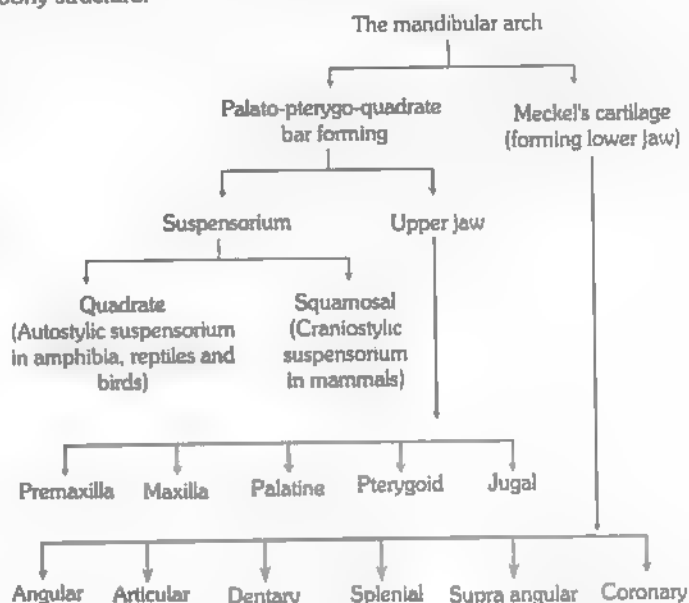 bony structure.
The mandibular arch
Palato-pterygo-quadrate
bar forming
Meckel's cartilage
(forming lower jaw)
Suspensorium
Upper jaw
Quadrate
(Autostylic suspensorium
in amphibia, reptiles and
birds)
Squamosal
(Craniostylic
suspensorium
in mammals)
Premaxilla Maxilla Palatine Pterygoid Jugal
Angular Articular Dentary Splenial Supra angular Coronary